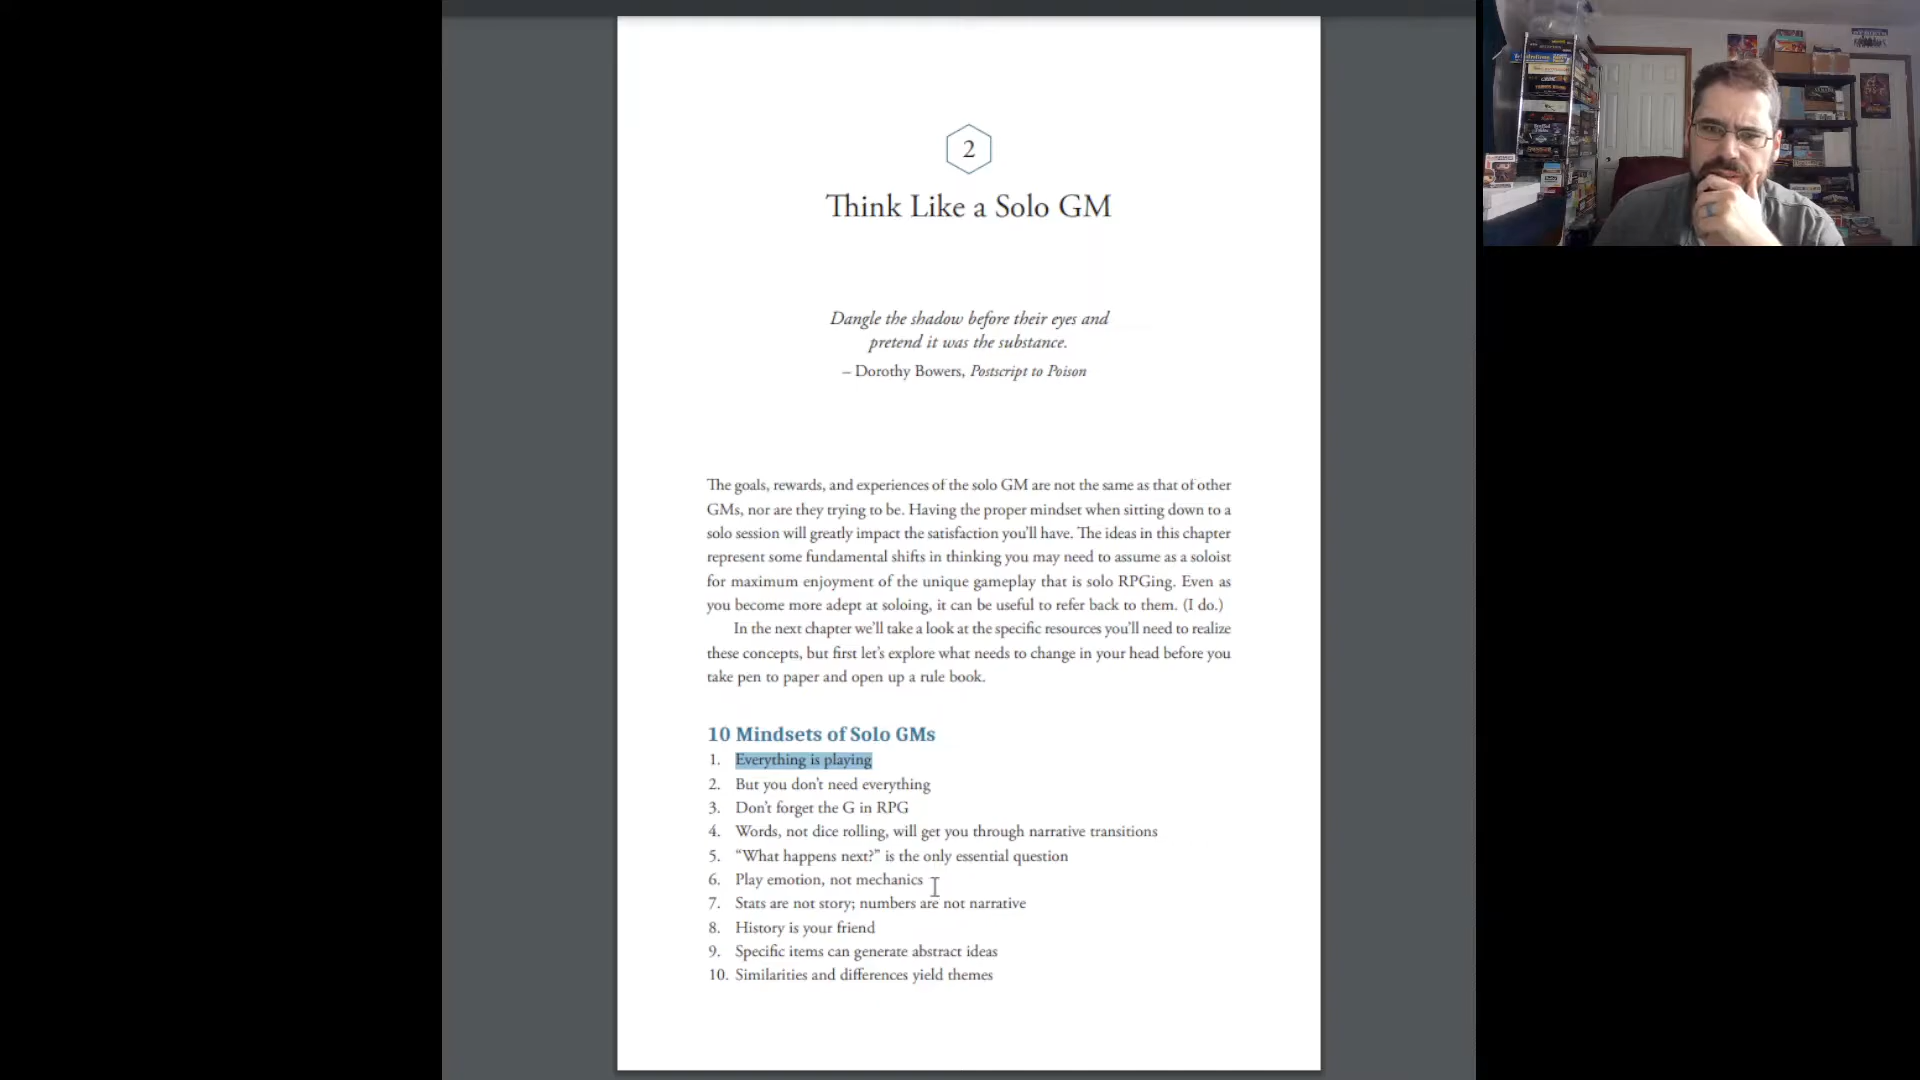 2
Think Like a Solo GM
Dangle the shadow before their eyes and
pretend it was the substance.
– Dorothy Bowers, Postscript to Poison
The goals, rewards, and experiences of the solo GM are not the same as that of other
GMs, nor are they trying to be. Having the proper mindset when sitting down to a
solo session will greatly impact the satisfaction you'll have. The ideas in this chapter
represent some fundamental shifts in thinking you may need to assume as a soloist
for maximum enjoyment of the unique gameplay that is solo RPGing. Even as
you become more adept at soloing, it can be useful to refer back to them. (I do.)
In the next chapter we'll take a look at the specific resources you'll need to realize
these concepts, but first let's explore what needs to change in your head before you
take pen to paper and open up a rule book.
10 Mindsets of Solo GMs
1. Everything is playing
2. But you don't need everything
3. Don't forget the G in RPG
4. Words, not dice rolling, will get you through narrative transitions
5. “What happens next?” is the only essential question
6. Play emotion, not mechanics
7. Stats are not story; numbers are not narrative
8. History is your friend
9. Specific items can generate abstract ideas
10. Similarities and differences yield themes